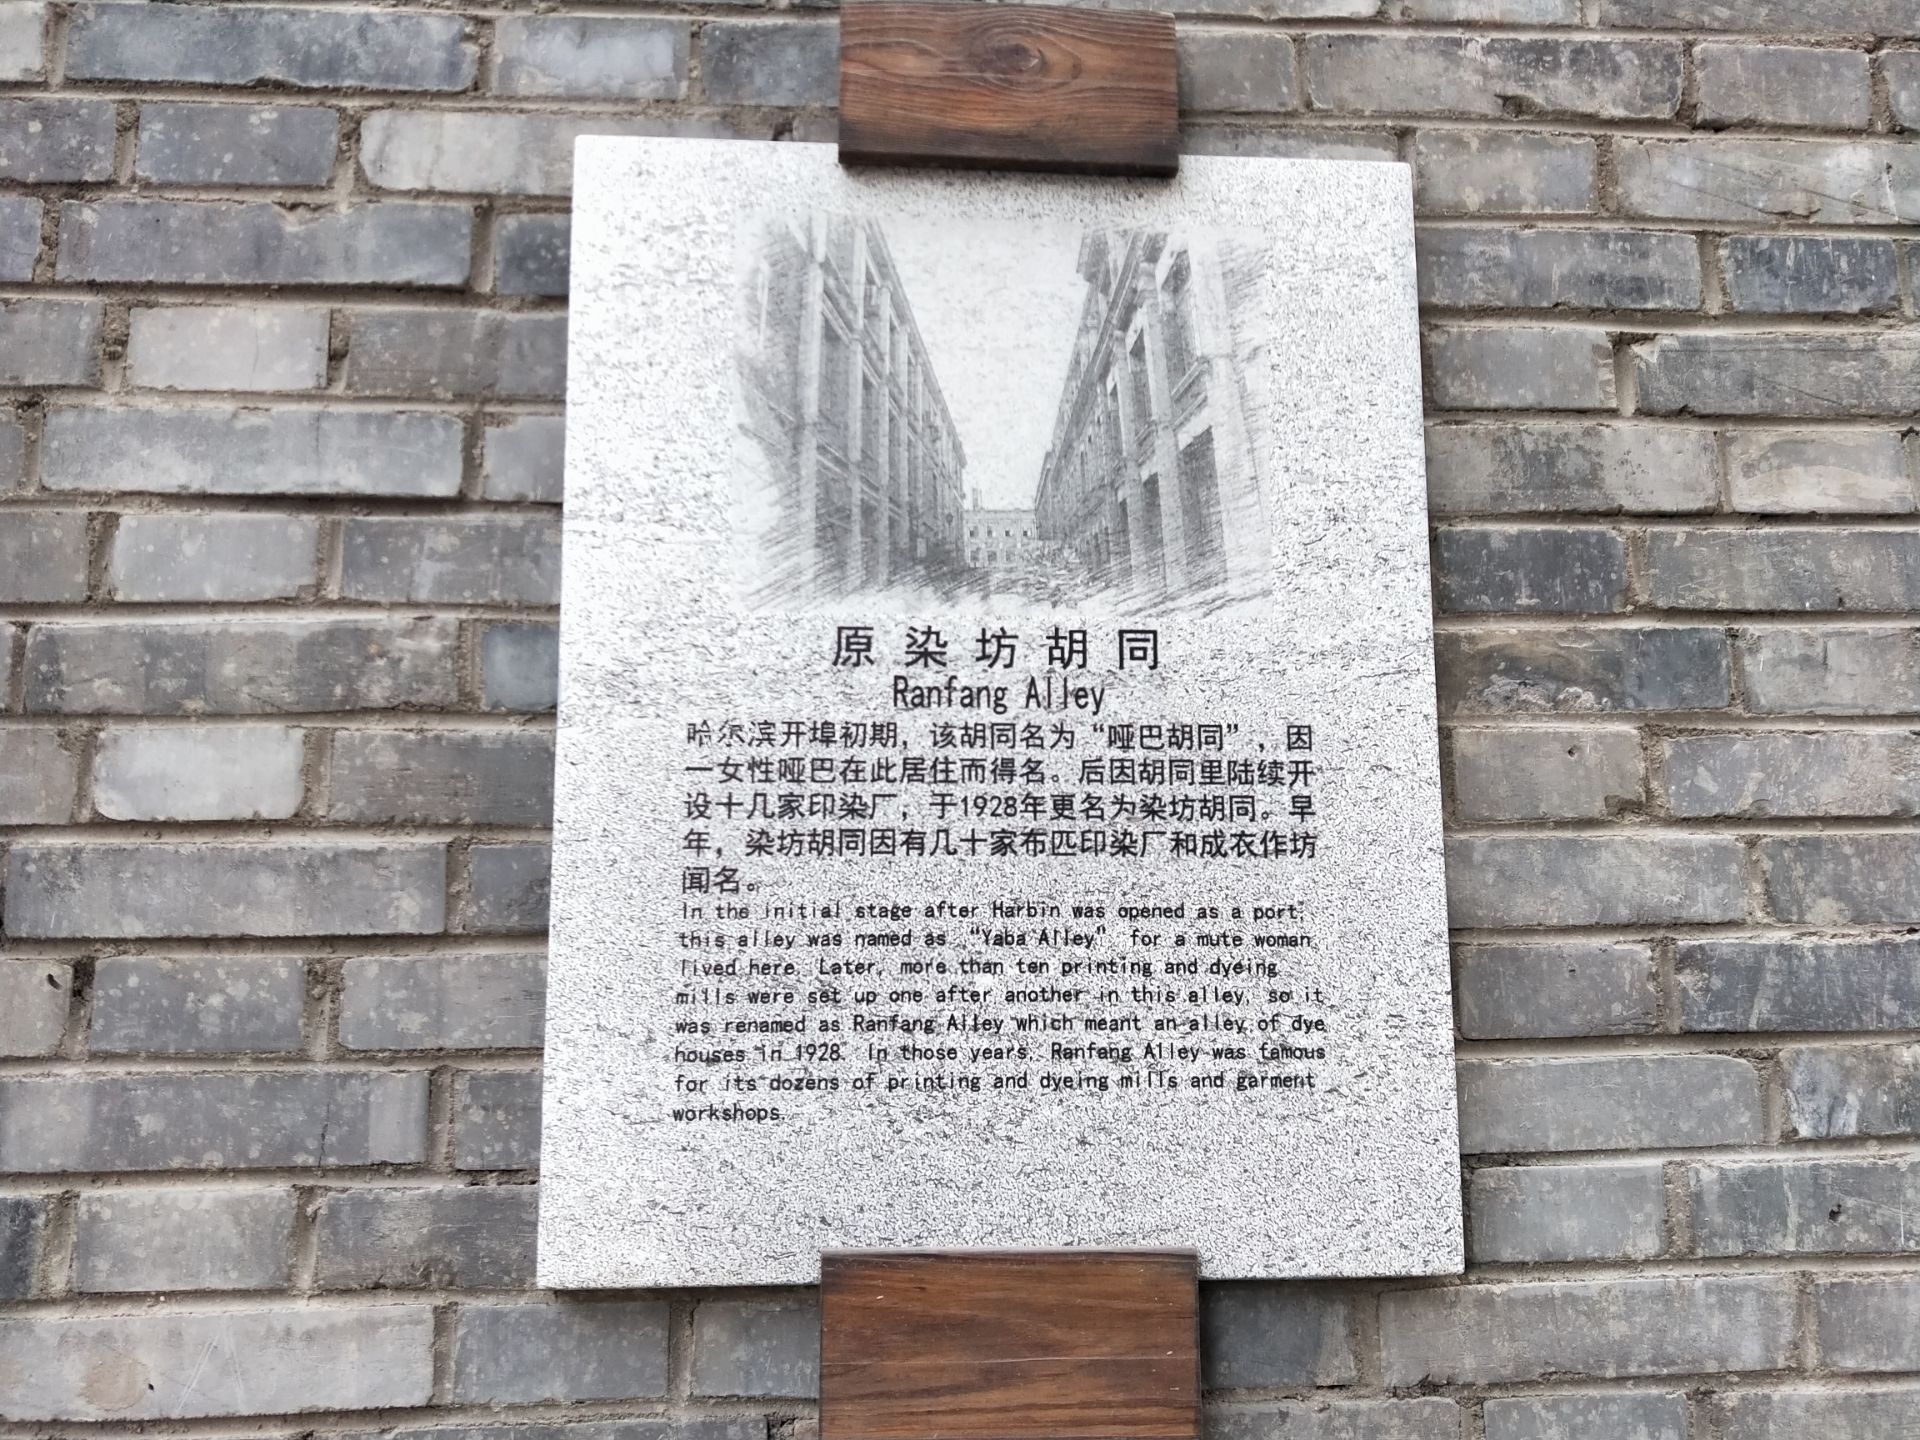 原染坊胡同
Ranfang Alley
哈尔滨开埠初期，该胡同名为“哑巴胡同”，因
一女性哑巴在此居住而得名。后因胡同里陆续开
设十几家印染厂，于1928年更名为染坊胡同。早
年，染坊胡同因有几十家布匹印染厂和成衣作坊
闻名。
In the initial stage after Harbin was opened as a port,
this alley was named as “Yaba Alley” for a mute woman
lived here. Later, more than ten printing and dyeing
mills were set up one after another in this alley, so it
was renamed as Ranfang Alley which meant an alley of dye
houses in 1928. In those years, Ranfang Alley was famous
for its dozens of printing and dyeing mills and garment
workshops.